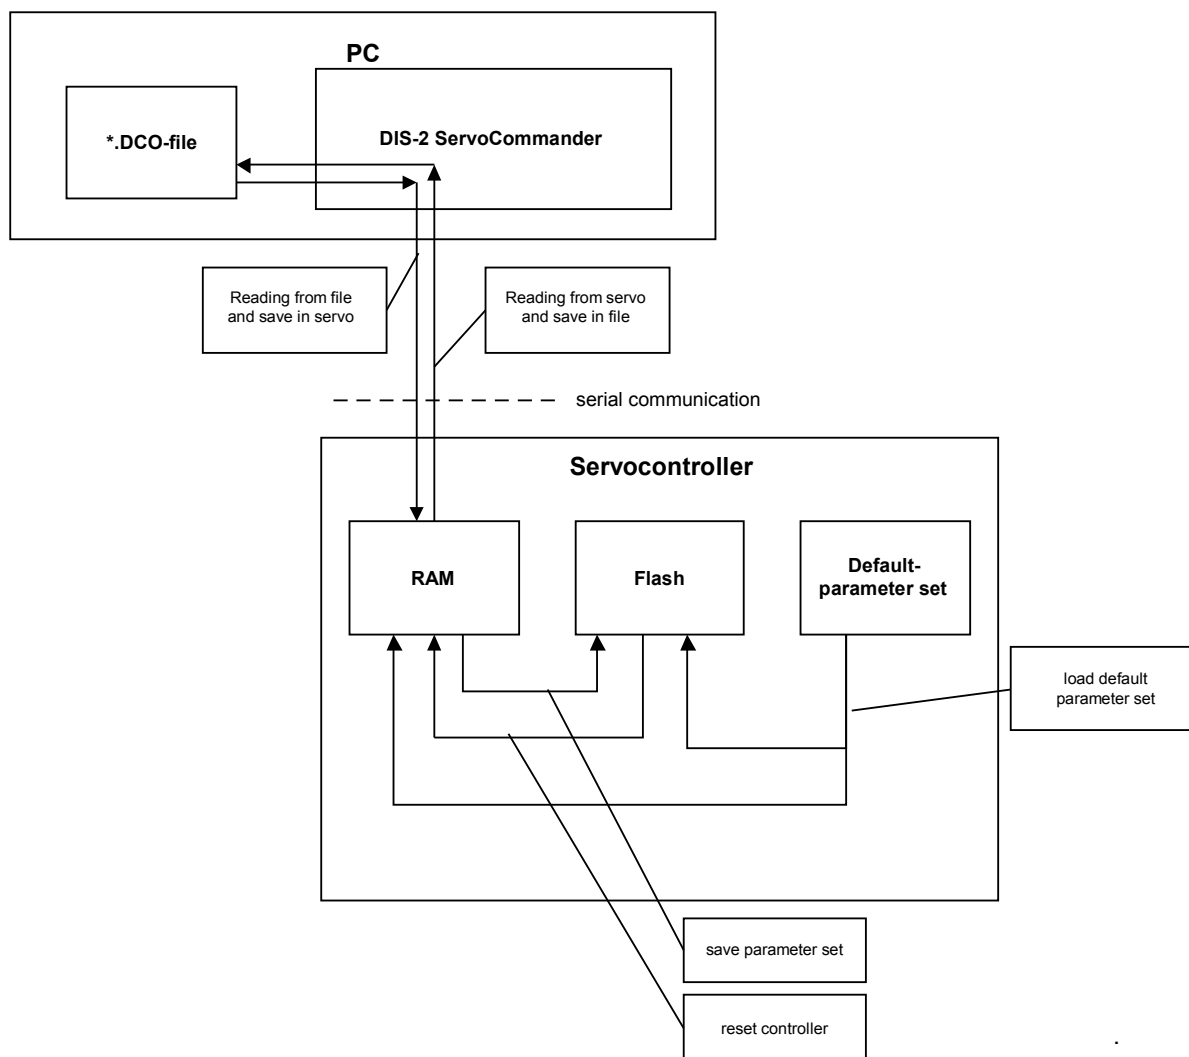 PC
*.DCO-file
DIS-2 ServoCommander
Reading from file
and save in servo
Reading from servo
and save in file
serial communication
Servocontroller
RAM
Flash
Default-
parameter set
load default
parameter set
save parameter set
reset controller
.